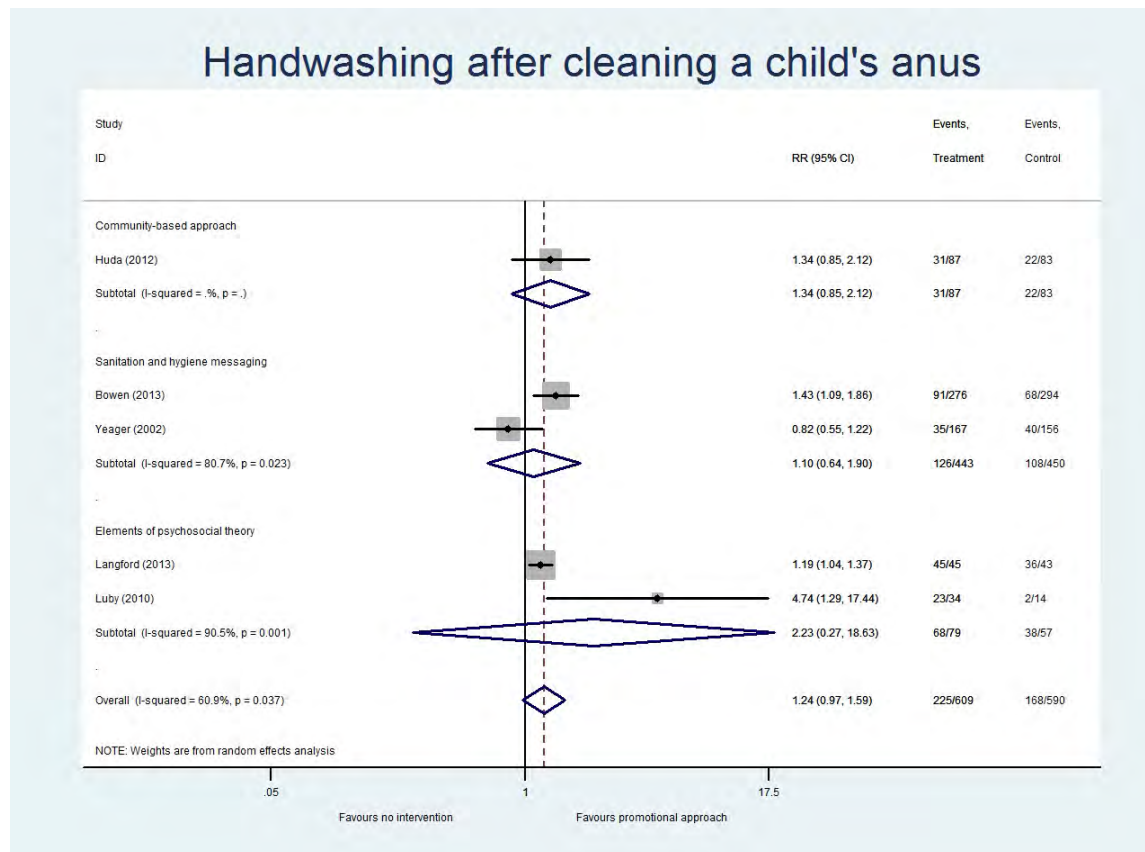 Handwashing after cleaning a child's anus
Study Events, Events,
ID RR (95% CI) Treatment Control
Community-based approach
Huda (2012) 1.34 (0.85, 2.12) 31/87 22/83
Subtotal (I-squared = .%, p = .) 1.34 (0.85, 2.12) 31/87 22/83
.
Sanitation and hygiene messaging
Bowen (2013) 1.43 (1.09, 1.86) 91/276 68/294
Yeager (2002) 0.82 (0.55, 1.22) 35/167 40/156
Subtotal (I-squared = 80.7%, p = 0.023) 1.10 (0.64, 1.90) 126/443 108/450
.
Elements of psychosocial theory
Langford (2013) 1.19 (1.04, 1.37) 45/45 36/43
Luby (2010) 4.74 (1.29, 17.44) 23/34 2/14
Subtotal (I-squared = 90.5%, p = 0.001) 2.23 (0.27, 18.63) 68/79 38/57
.
Overall (I-squared = 60.9%, p = 0.037) 1.24 (0.97, 1.59) 225/609 168/590
NOTE: Weights are from random effects analysis
.05 1 17.5
Favours no intervention Favours promotional approach